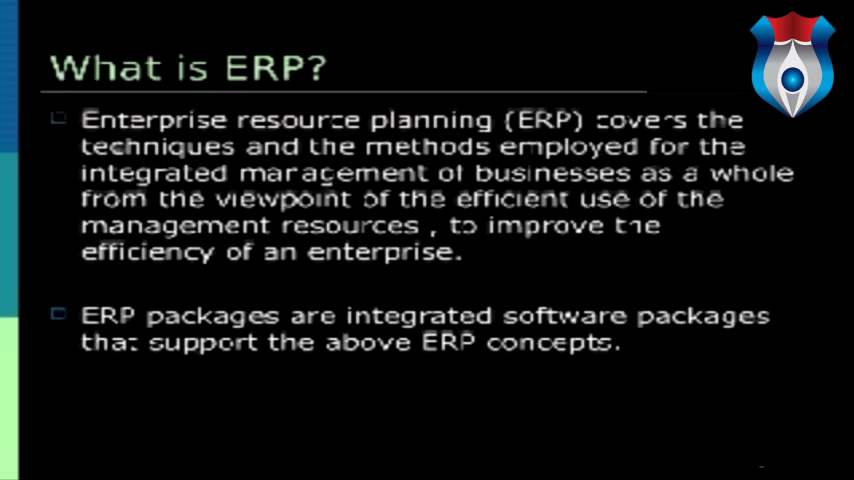 What is ERP?
Enterprise resource planning (ERP) covers the
techniques and the methods employed for the
integrated management of businesses as a whole
from the viewpoint of the efficient use of the
management resources , to improve the
efficiency of an enterprise.
ERP packages are integrated software packages
that support the above ERP concepts.